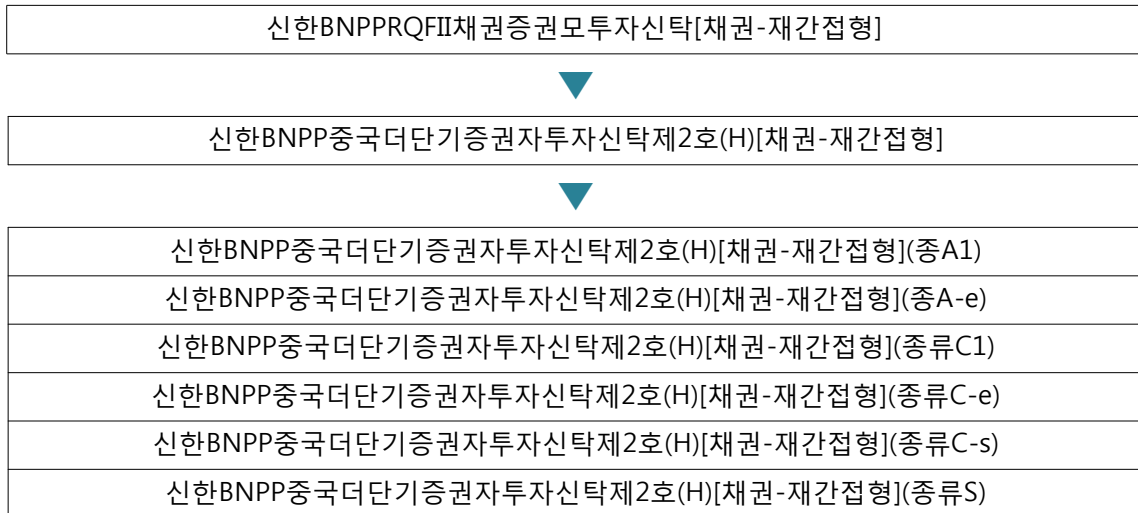 신한BNPPRQFII채권증권모투자신탁[채권-재간접형]
신한BNPP중국더단기증권자투자신탁제2호(H)[채권-재간접형]
신한BNPP중국더단기증권자투자신탁제2호(H)[채권-재간접형](종A1)
신한BNPP중국더단기증권자투자신탁제2호(H)[채권-재간접형](종A-e)
신한BNPP중국더단기증권자투자신탁제2호(H)[채권-재간접형](종류C1)
신한BNPP중국더단기증권자투자신탁제2호(H)[채권-재간접형](종류C-e)
신한BNPP중국더단기증권자투자신탁제2호(H)[채권-재간접형](종류C-s)
신한BNPP중국더단기증권자투자신탁제2호(H)[채권-재간접형](종류S)